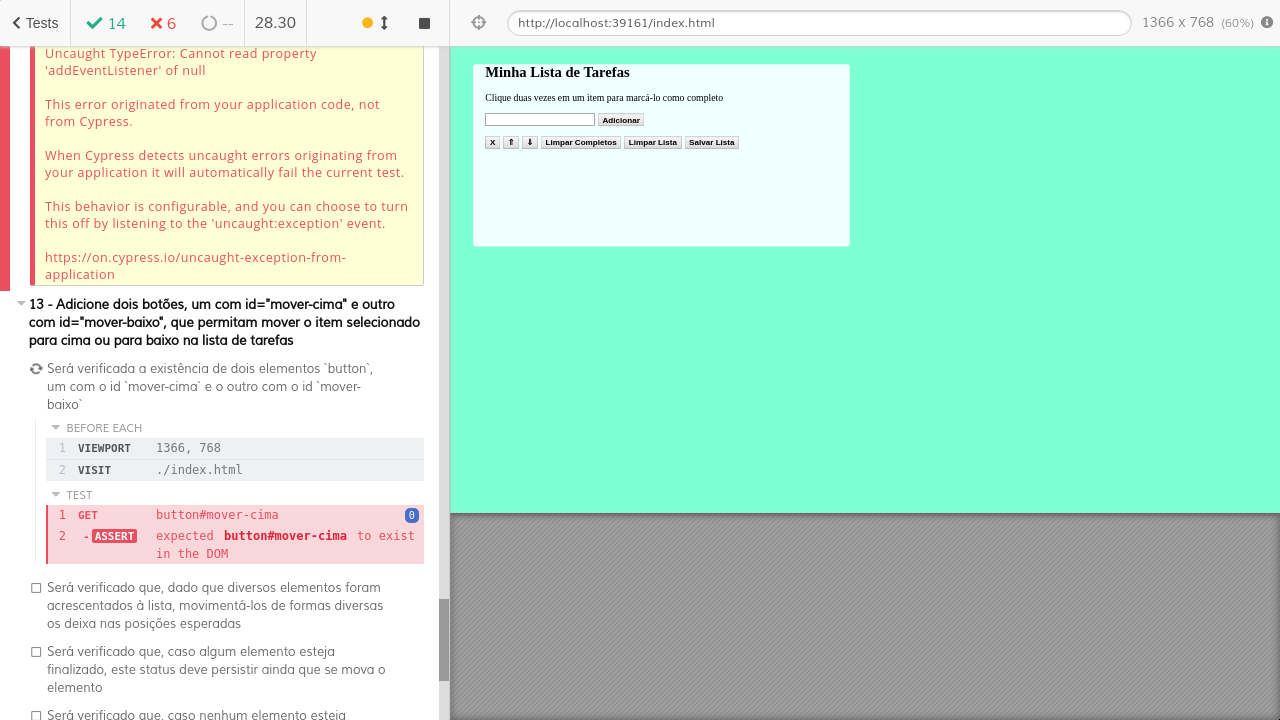 Tests
14
6
--
28.30
http://localhost:39161/index.html
1366 x 768 (60%)
Uncaught TypeError: Cannot read property
'addEventListener' of null
This error originated from your application code, not
from Cypress.
When Cypress detects uncaught errors originating from
your application it will automatically fail the current test.
This behavior is configurable, and you can choose to turn
this off by listening to the 'uncaught:exception' event.
https://on.cypress.io/uncaught-exception-from-
application
13 - Adicione dois botões, um com id="mover-cima" e outro
com id="mover-baixo", que permitam mover o item selecionado
para cima ou para baixo na lista de tarefas
Será verificada a existência de dois elementos `button`,
um com o id `mover-cima` e o outro com o id `mover-
baixo`
BEFORE EACH
1 VIEWPORT 1366, 768
2 VISIT ./index.html
TEST
1 GET button#mover-cima 0
2 -ASSERT expected button#mover-cima to exist
in the DOM
Será verificado que, dado que diversos elementos foram
acrescentados à lista, movimentá-los de formas diversas
os deixa nas posições esperadas
Será verificado que, caso algum elemento esteja
finalizado, este status deve persistir ainda que se mova o
elemento
Será verificado que, caso nenhum elemento esteja
Minha Lista de Tarefas
Clique duas vezes em um item para marcá-lo como completo
Adicionar
X ⇑ ⇓ Limpar Completos Limpar Lista Salvar Lista